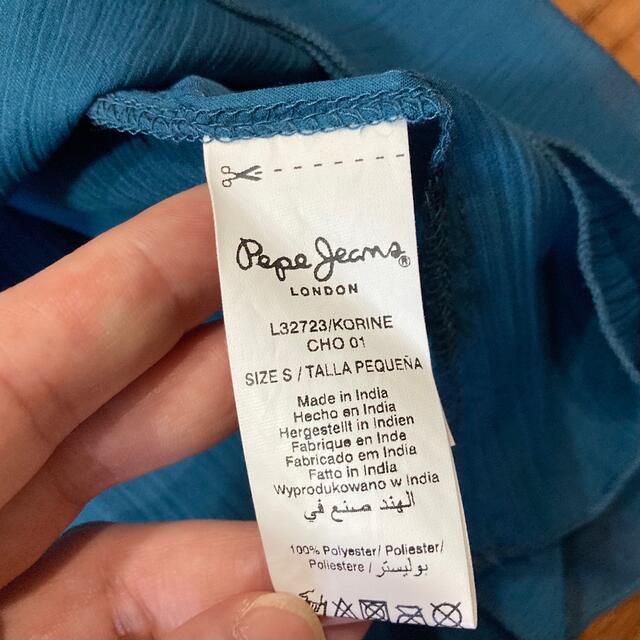 Pepe Jeans®
LONDON
L32723/KORINE
CHO 01
SIZE S / TALLA PEQUEÑA
Made in India
Hecho en India
Hergestellt in Indien
Fabrique en Inde
Fabricado em India
Fatto in India
Wyprodukowano w India
الهند صنع في
100% Polyester/ Poliester/
Poliestere / بوليستر